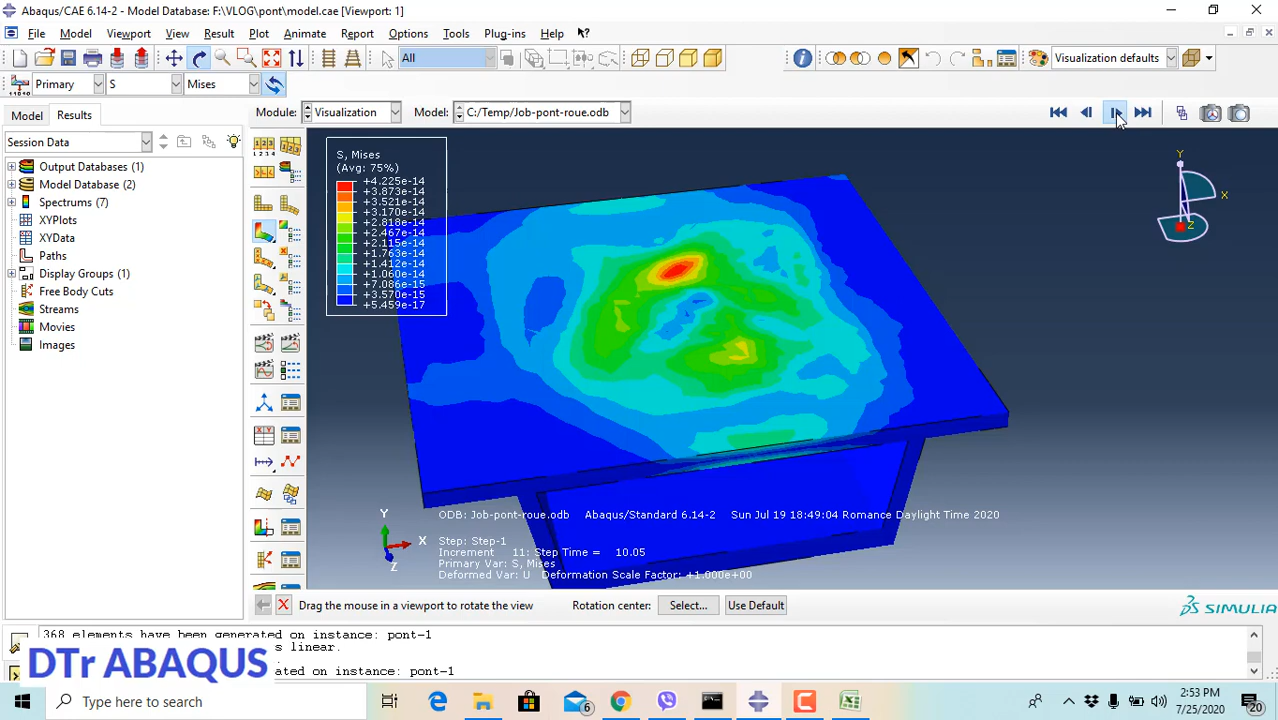 Abaqus/CAE 6.14-2 - Model Database: F:\VLOG\pont\model.cae [Viewport: 1]
File Model Viewport View Result Plot Animate Report Options Tools Plug-ins Help
All
Visualization defaults
Primary S Mises
Model Results
Module: Visualization Model: C:/Temp/Job-pont-roue.odb
Session Data
Output Databases (1)
Model Database (2)
Spectrums (7)
XYPlots
XYData
Paths
Display Groups (1)
Free Body Cuts
Streams
Movies
Images
S, Mises
(Avg: 75%)
+4.225e-14
+3.873e-14
+3.521e-14
+3.170e-14
+2.818e-14
+2.467e-14
+2.115e-14
+1.763e-14
+1.412e-14
+1.060e-14
+7.086e-15
+3.570e-15
+5.459e-17
Y
X
Z
Y
X
Z
ODB: Job-pont-roue.odb Abaqus/Standard 6.14-2 Sun Jul 19 18:49:04 Romance Daylight Time 2020
Step: Step-1
Increment 11: Step Time = 10.05
Primary Var: S, Mises
Deformed Var: U Deformation Scale Factor: +1.000e+00
Drag the mouse in a viewport to rotate the view Rotation center: Select... Use Default
SIMULIA
368 elements have been generated on instance: pont-1
s linear.
ated on instance: pont-1
DTr ABAQUS
Type here to search
6
2:53 PM
7/25/2020
20